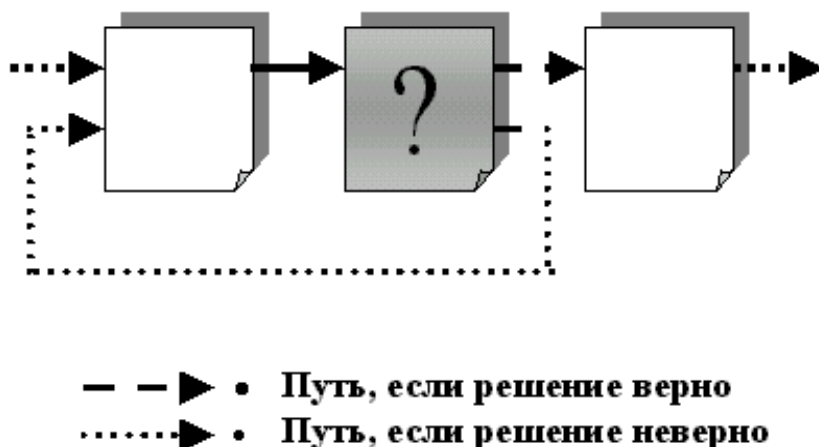 ?
• Путь, если решение верно
• Путь, если решение неверно